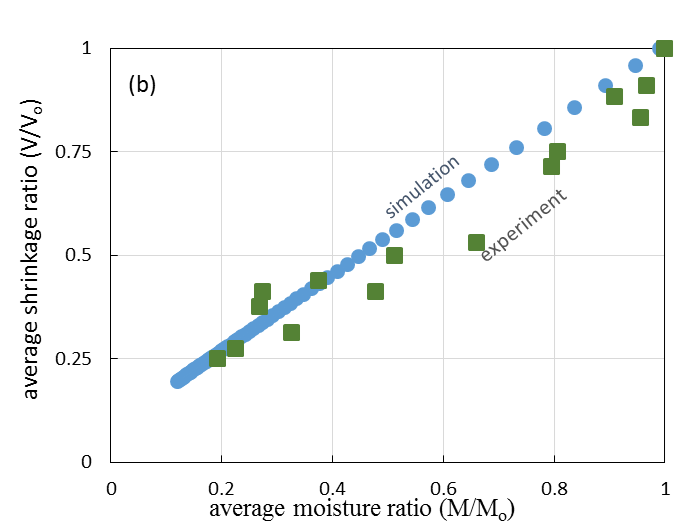 (b)
average shrinkage ratio (V/Vo)
1
0.75
0.5
0.25
0
simulation
experiment
0
0.2
0.4
0.6
0.8
1
average moisture ratio (M/Mo)